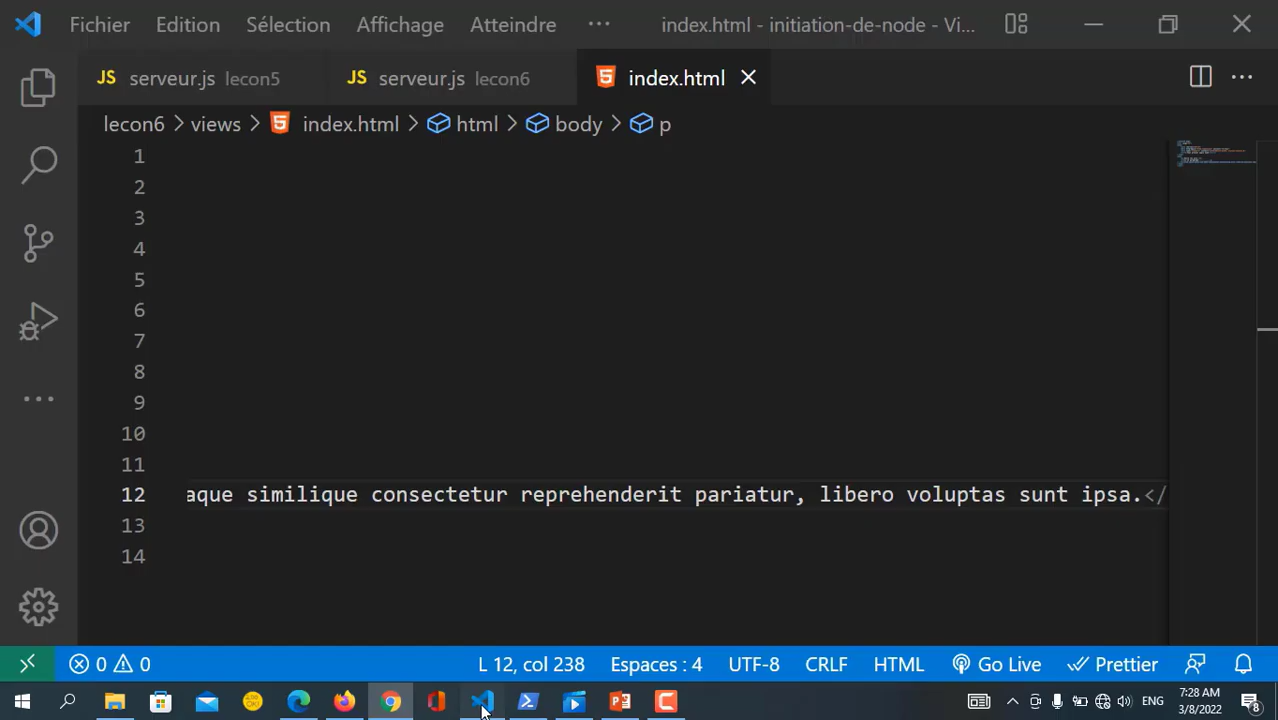 Fichier Edition Sélection Affichage Atteindre ··· index.html - initiation-de-node - Vi...
JS serveur.js lecon5 JS serveur.js lecon6 index.html
lecon6 > views > index.html > html > body > p
1
2
3
4
5
6
7
8
9
10
11
12 aque similique consectetur reprehenderit pariatur, libero voluptas sunt ipsa.</
13
14
0 0 L 12, col 238 Espaces : 4 UTF-8 CRLF HTML Go Live Prettier
ENG 7:28 AM
3/8/2022 8